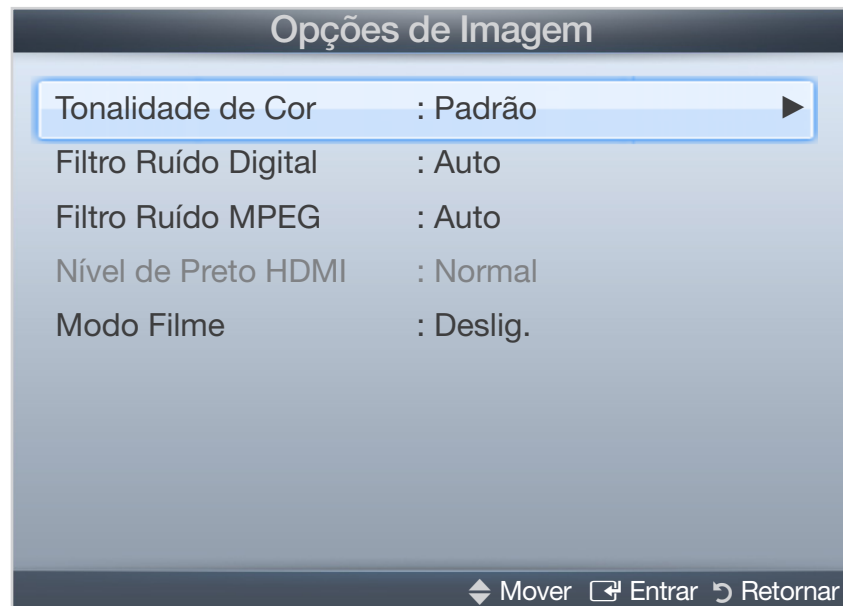 Opções de Imagem
Tonalidade de Cor : Padrão
Filtro Ruído Digital : Auto
Filtro Ruído MPEG : Auto
Nível de Preto HDMI : Normal
Modo Filme : Deslig.
Mover Entrar Retornar